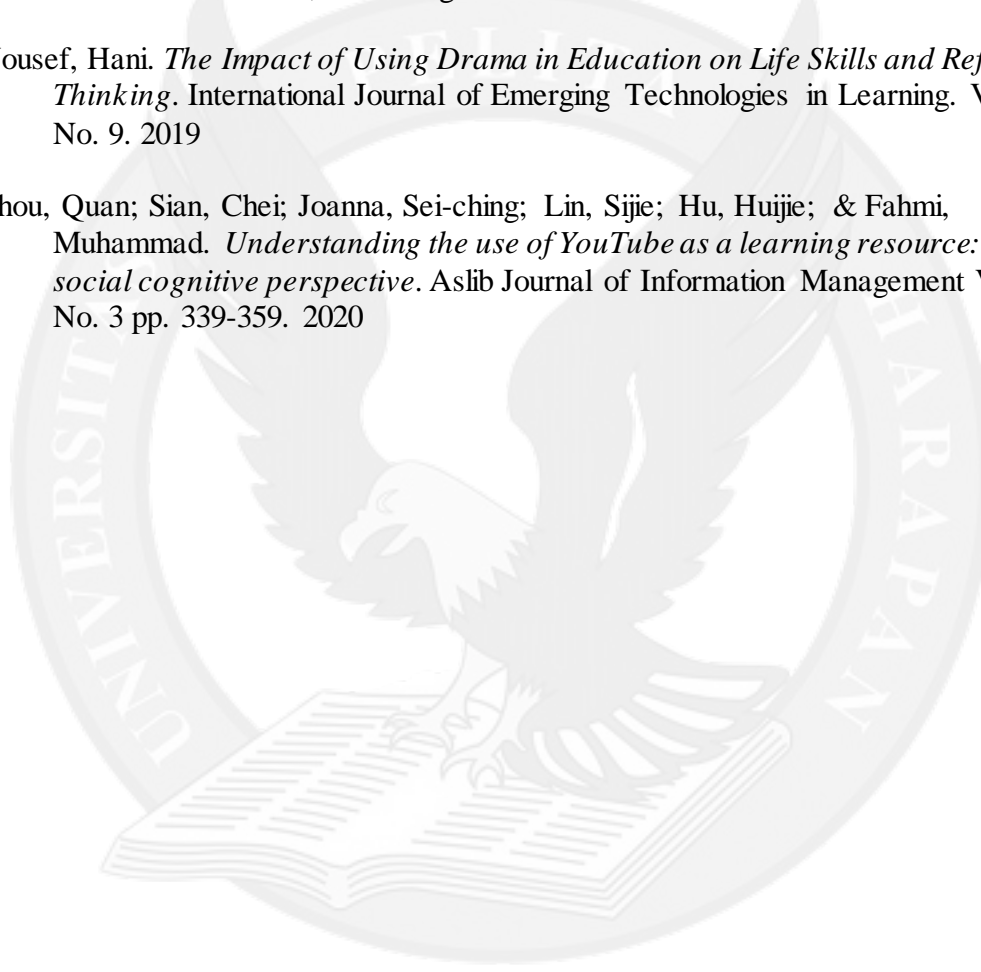 ousef, Hani. The Impact of Using Drama in Education on Life Skills and Ref
Thinking. International Journal of Emerging Technologies in Learning. V
No. 9. 2019
hou, Quan; Sian, Chei; Joanna, Sei-ching; Lin, Sijie; Hu, Huijie; & Fahmi,
Muhammad. Understanding the use of YouTube as a learning resource:
social cognitive perspective. Aslib Journal of Information Management V
No. 3 pp. 339-359. 2020
UNIVERSITAS PELITA HARAPAN